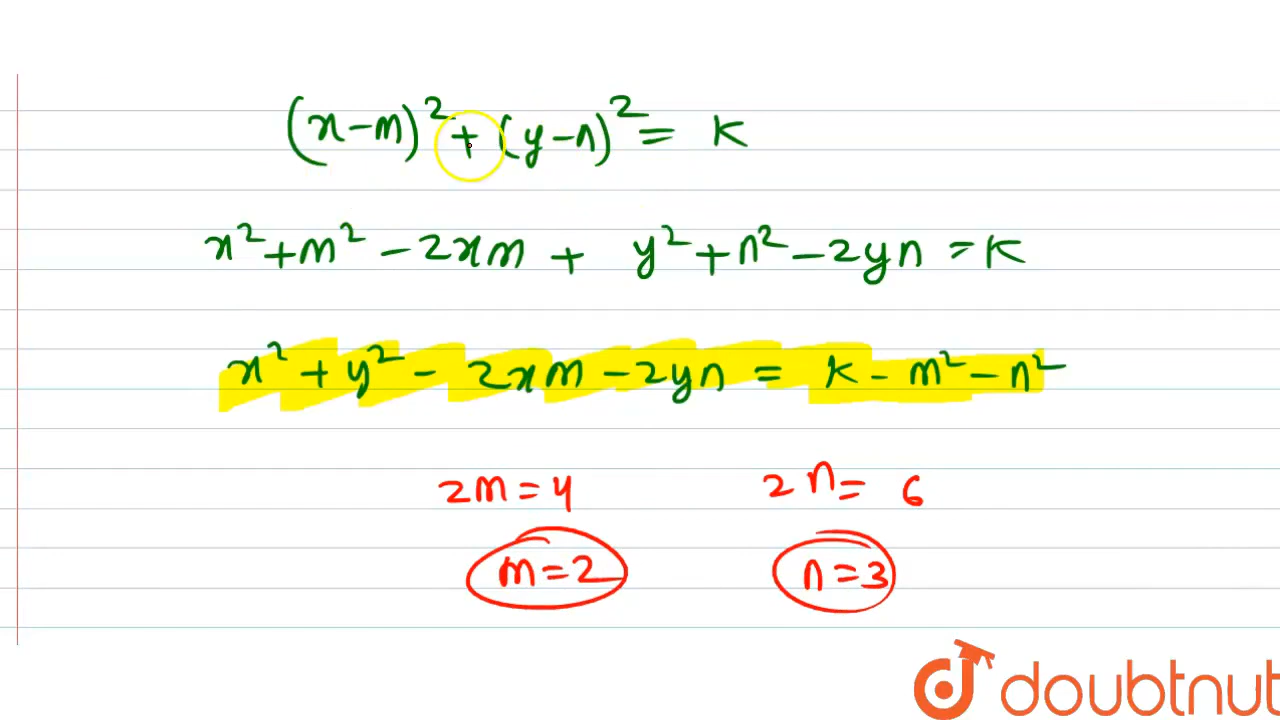 (x-m)² + (y-n)² = k
x² + m² - 2xm + y² + n² - 2yn = k
x² + y² - 2xm - 2yn = k - m² - n²
2m = 4 2n = 6
m = 2 n = 3
doubtnut